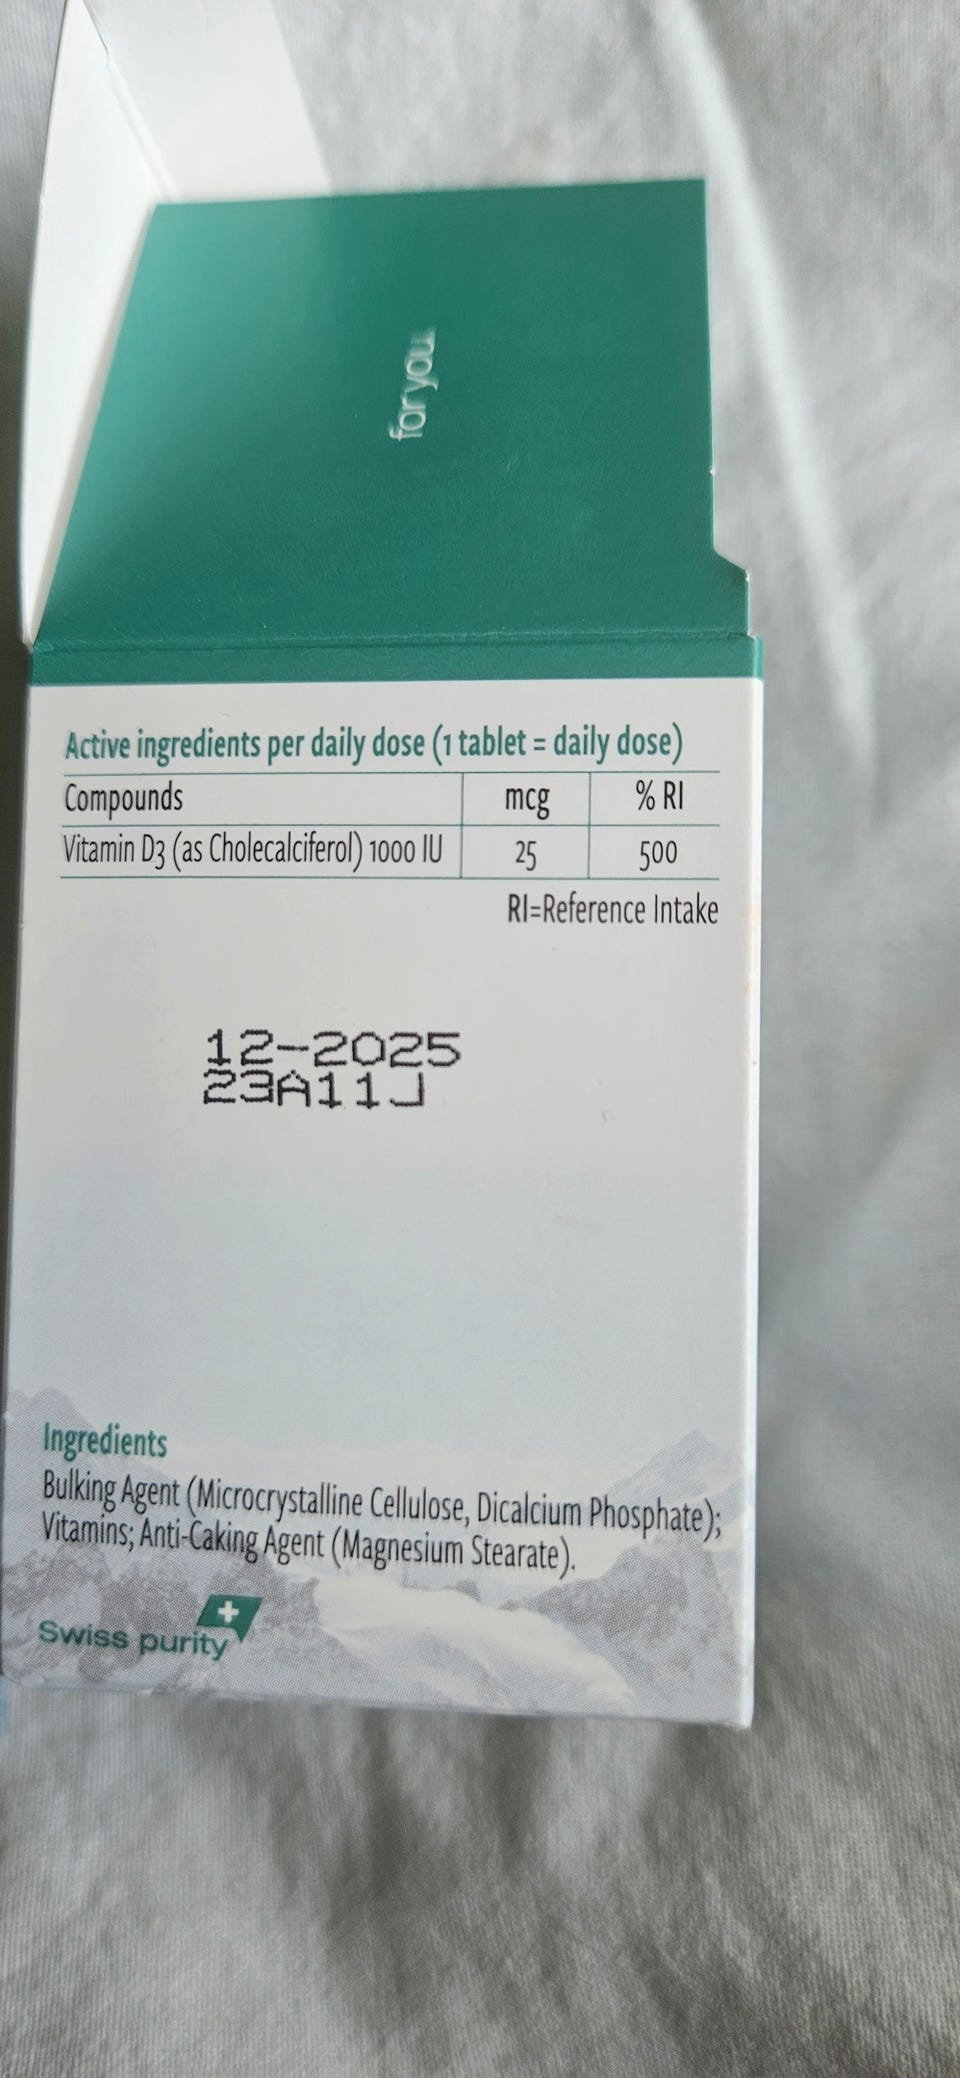 for you.
Active ingredients per daily dose (1 tablet = daily dose)
Compounds mcg % RI
Vitamin D3 (as Cholecalciferol) 1000 IU 25 500
RI=Reference Intake
12-2025
23A11J
Ingredients
Bulking Agent (Microcrystalline Cellulose, Dicalcium Phosphate);
Vitamins; Anti-Caking Agent (Magnesium Stearate).
Swiss purity